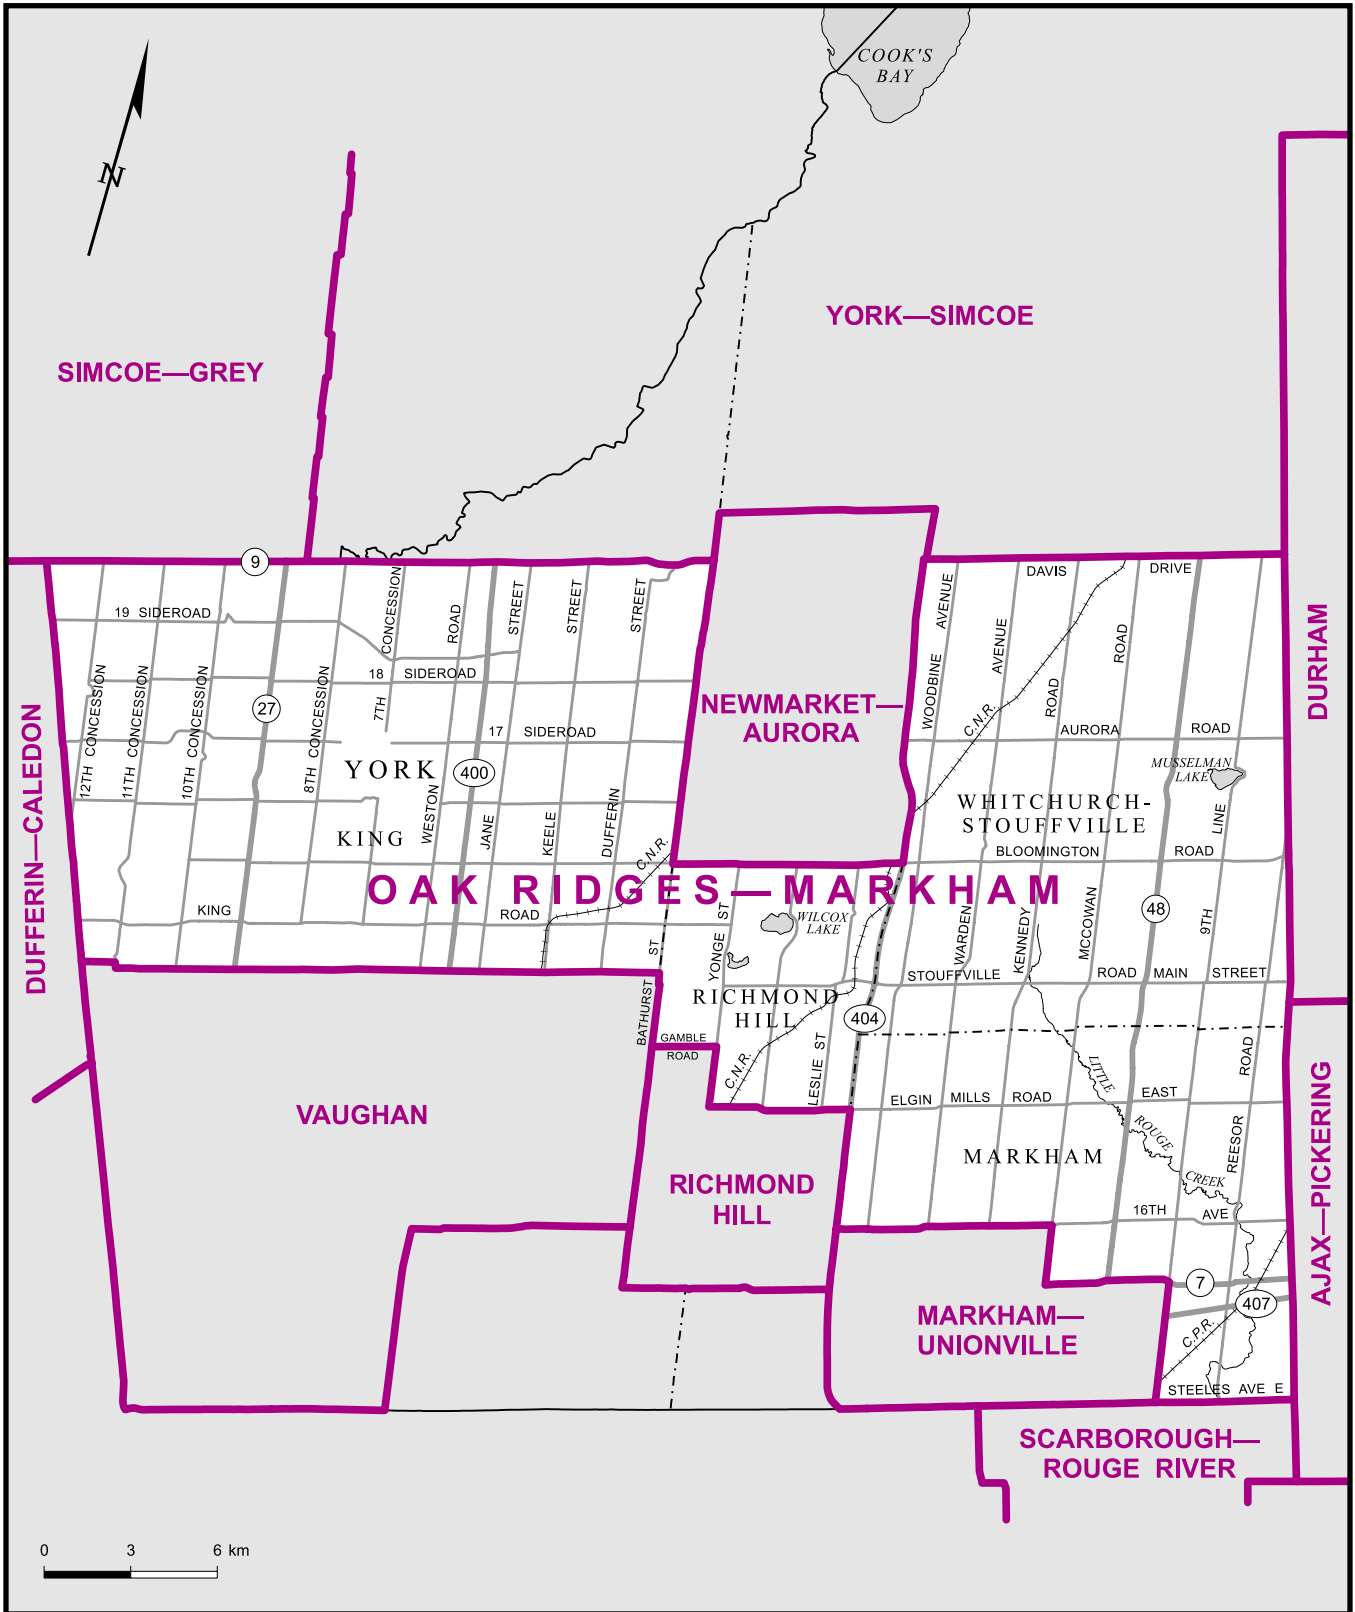 COOK'S
BAY
N
YORK—SIMCOE
SIMCOE—GREY
9
DAVIS DRIVE
19 SIDEROAD
CONCESSION
ROAD
STREET
STREET
STREET
AVENUE
AVENUE
ROAD
ROAD
DURHAM
18 SIDEROAD
12TH CONCESSION
11TH CONCESSION
10TH CONCESSION
27
8TH CONCESSION
7TH
17 SIDEROAD
NEWMARKET—
AURORA
WOODBINE
C.N.R.
AURORA ROAD
DUFFERIN—CALEDON
YORK
400
MUSSELMAN
LAKE
WHITCHURCH-
STOUFFVILLE
LINE
KING
WESTON
JANE
KEELE
DUFFERIN
C.N.R.
BLOOMINGTON ROAD
OAK RIDGES—MARKHAM
KING ROAD
ST
YONGE ST
WILCOX
LAKE
WARDEN
KENNEDY
MCCOWAN
48
9TH
STOUFFVILLE ROAD MAIN STREET
BATHURST
RICHMOND
HILL
404
GAMBLE
ROAD
C.N.R.
LESLIE ST
LITTLE
ROAD
ELGIN MILLS ROAD EAST
VAUGHAN
ROUGE
REESOR
AJAX—PICKERING
MARKHAM
CREEK
RICHMOND
HILL
16TH AVE
7
407
MARKHAM—
UNIONVILLE
C.P.R.
STEELES AVE E
SCARBOROUGH—
ROUGE RIVER
0 3 6 km